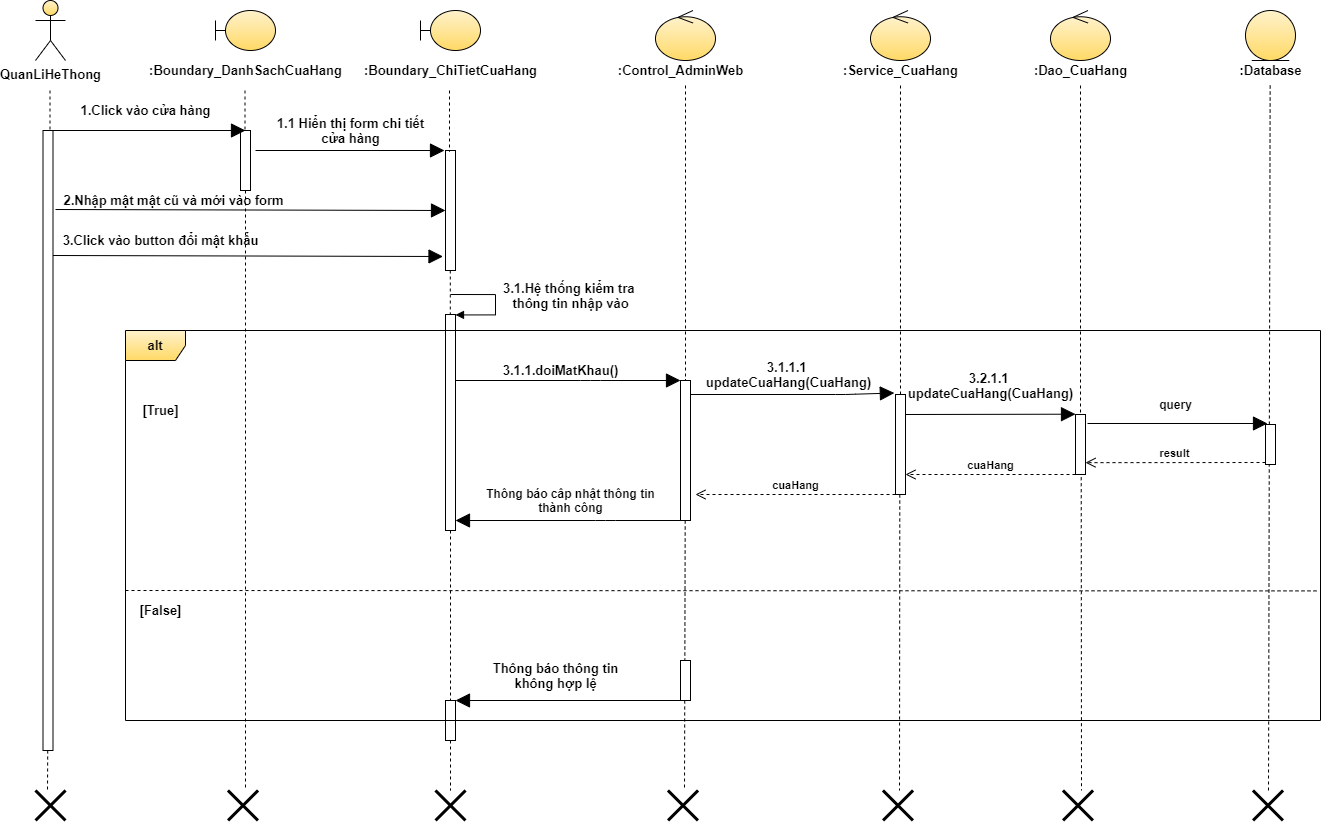 QuanLiHeThong
:Boundary_DanhSachCuaHang
:Boundary_ChiTietCuaHang
:Control_AdminWeb
:Service_CuaHang
:Dao_CuaHang
:Database
1.Click vào cửa hàng
1.1 Hiển thị form chi tiết
cửa hàng
2.Nhập mật mật cũ và mới vào form
3.Click vào button đổi mật khẩu
3.1.Hệ thống kiểm tra
thông tin nhập vào
alt
[True]
3.1.1.doiMatKhau()
3.1.1.1
updateCuaHang(CuaHang)
3.2.1.1
updateCuaHang(CuaHang)
query
result
cuaHang
cuaHang
Thông báo cập nhật thông tin
thành công
[False]
Thông báo thông tin
không hợp lệ